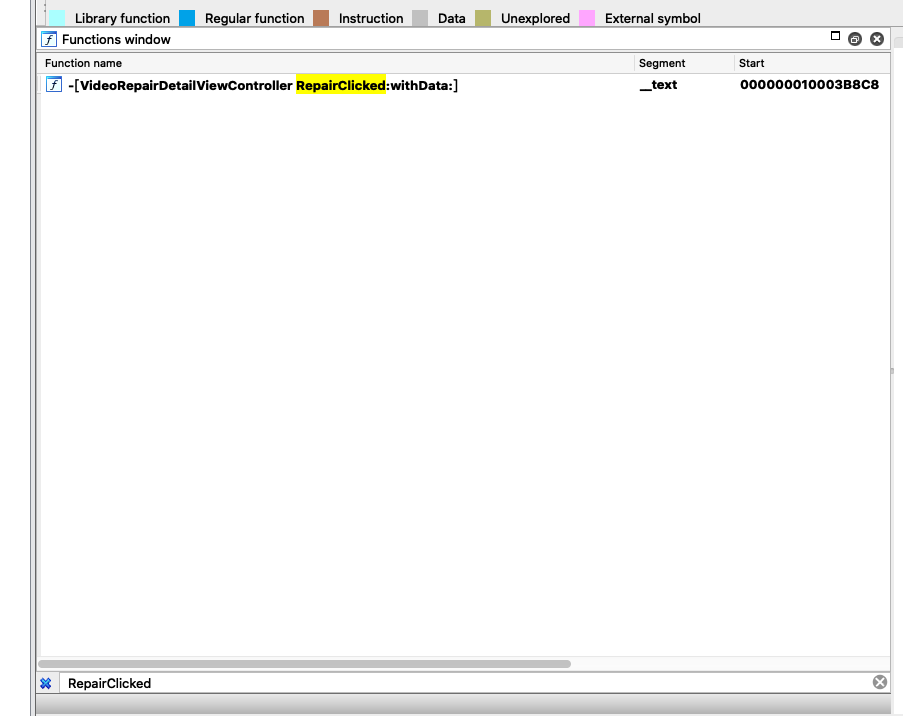 Library function Regular function Instruction Data Unexplored External symbol
f Functions window
Function name Segment Start
f -[VideoRepairDetailViewController RepairClicked:withData:] __text 000000010003B8C8
RepairClicked